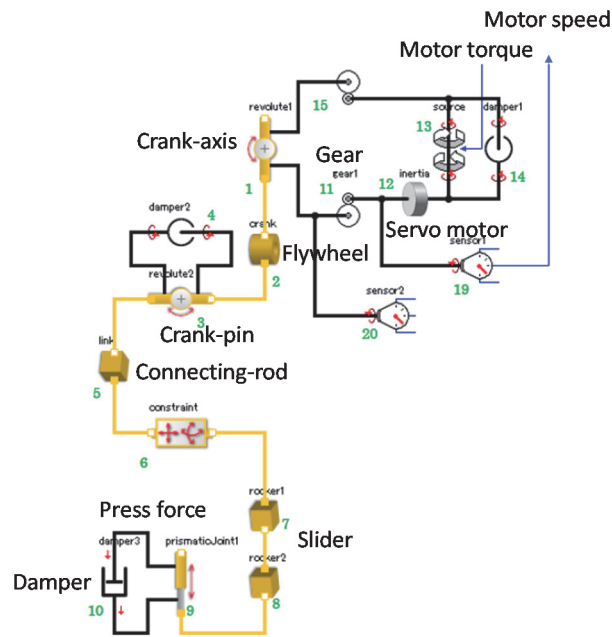 Motor speed
Motor torque
revolute1
15
source
damper1
13
Crank-axis
Gear
gear1
11
12
inertia
14
1
damper2
4
crank
Flywheel
Servo motor
sensor1
2
19
revolute2
3
sensor2
20
Crank-pin
link
5
Connecting-rod
constraint
6
rocker1
7
Press force
Slider
damper3
prismaticJoint1
rocker2
Damper
10
9
8